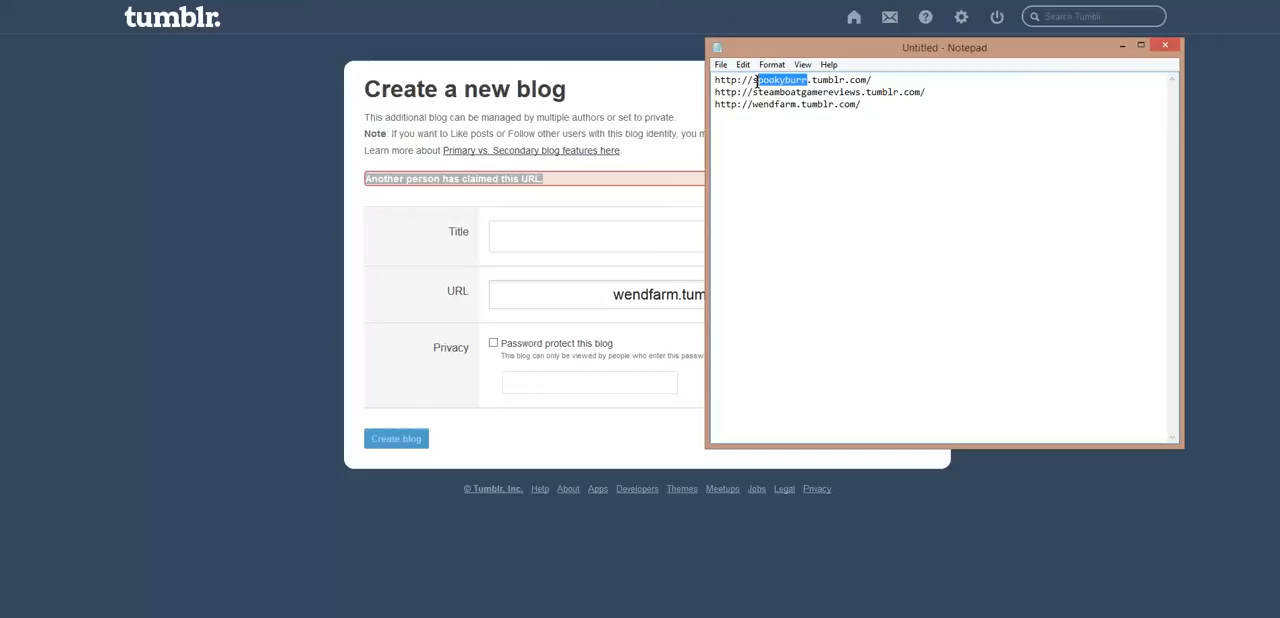 tumblr.
Search Tumblr
Create a new blog
This additional blog can be managed by multiple authors or set to private.
Note: If you want to Like posts or Follow other users with this blog identity, you m
Learn more about Primary vs. Secondary blog features here.
Another person has claimed this URL.
Title
URL
wendfarm.tum
Privacy
Password protect this blog
This blog can only be viewed by people who enter this passw
Create blog
© Tumblr, Inc. Help About Apps Developers Themes Meetups Jobs Legal Privacy
Untitled - Notepad
File Edit Format View Help
http://spookyburr.tumblr.com/
http://steamboatgamereviews.tumblr.com/
http://wendfarm.tumblr.com/